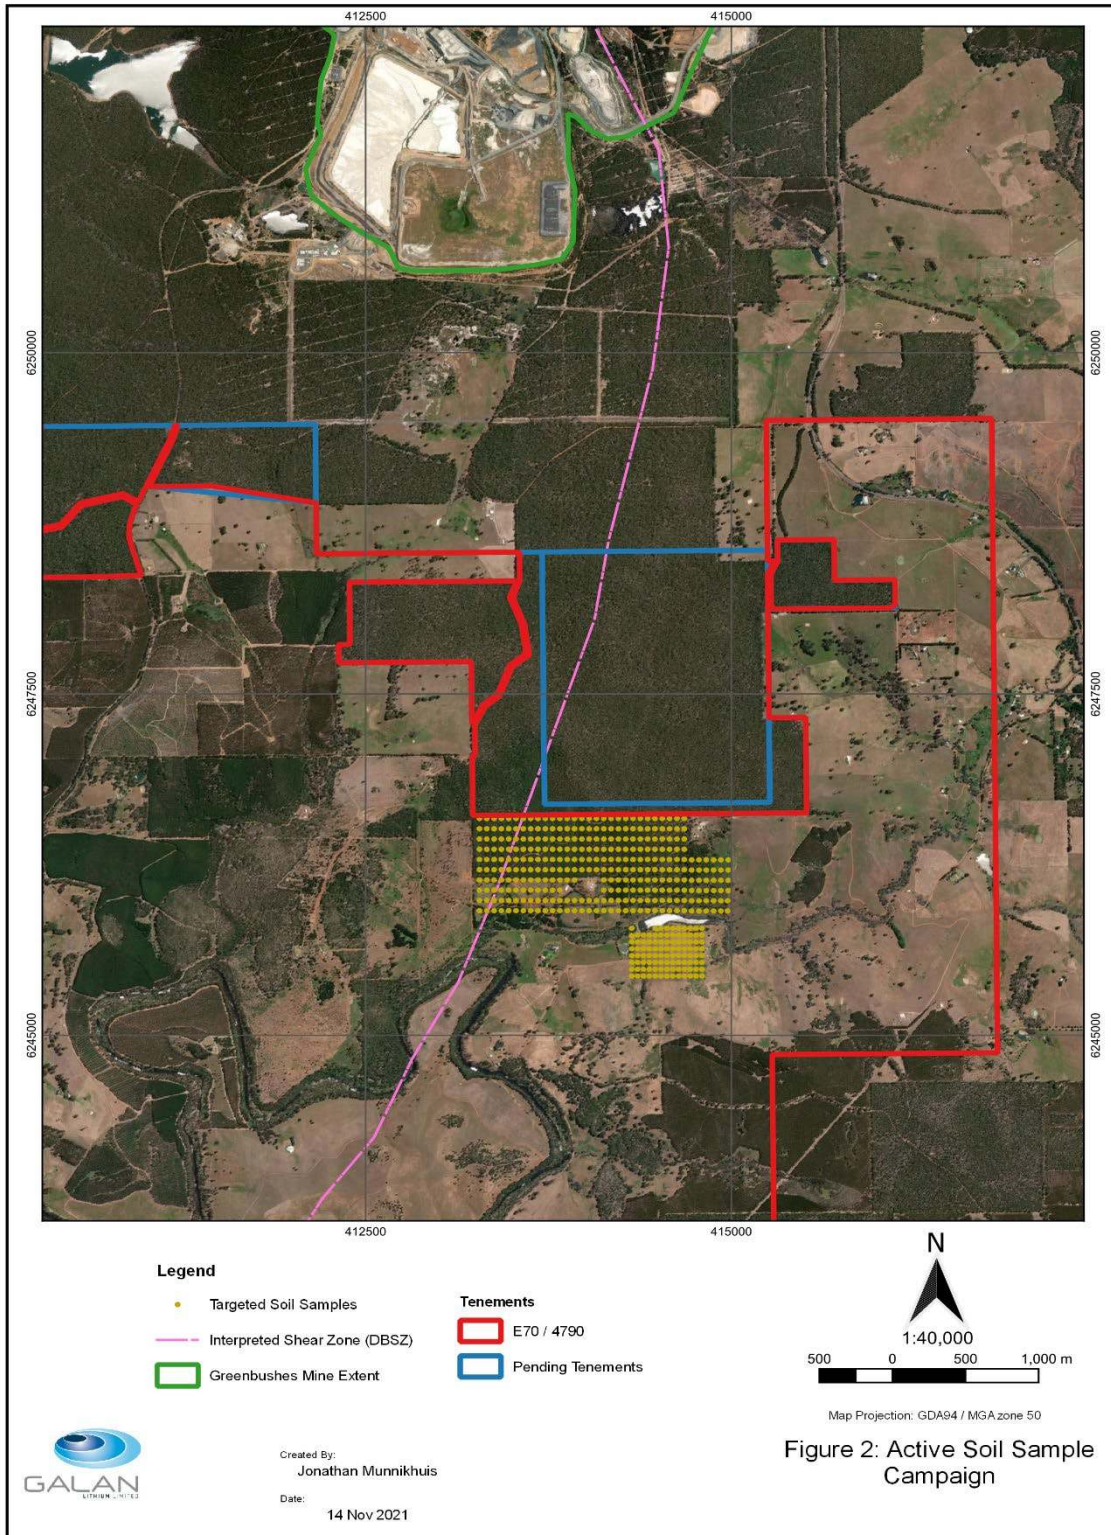 412500
415000
6250000
6250000
6247500
6247500
6245000
6245000
412500
415000
Legend
Targeted Soil Samples
Interpreted Shear Zone (DBSZ)
Greenbushes Mine Extent
Tenements
E70 / 4790
Pending Tenements
N
1:40,000
500 0 500 1,000 m
Map Projection: GDA94 / MGA zone 50
Figure 2: Active Soil Sample
Campaign
GALAN
LITHIUM LIMITED
Created By:
Jonathan Munnikhuis
Date:
14 Nov 2021